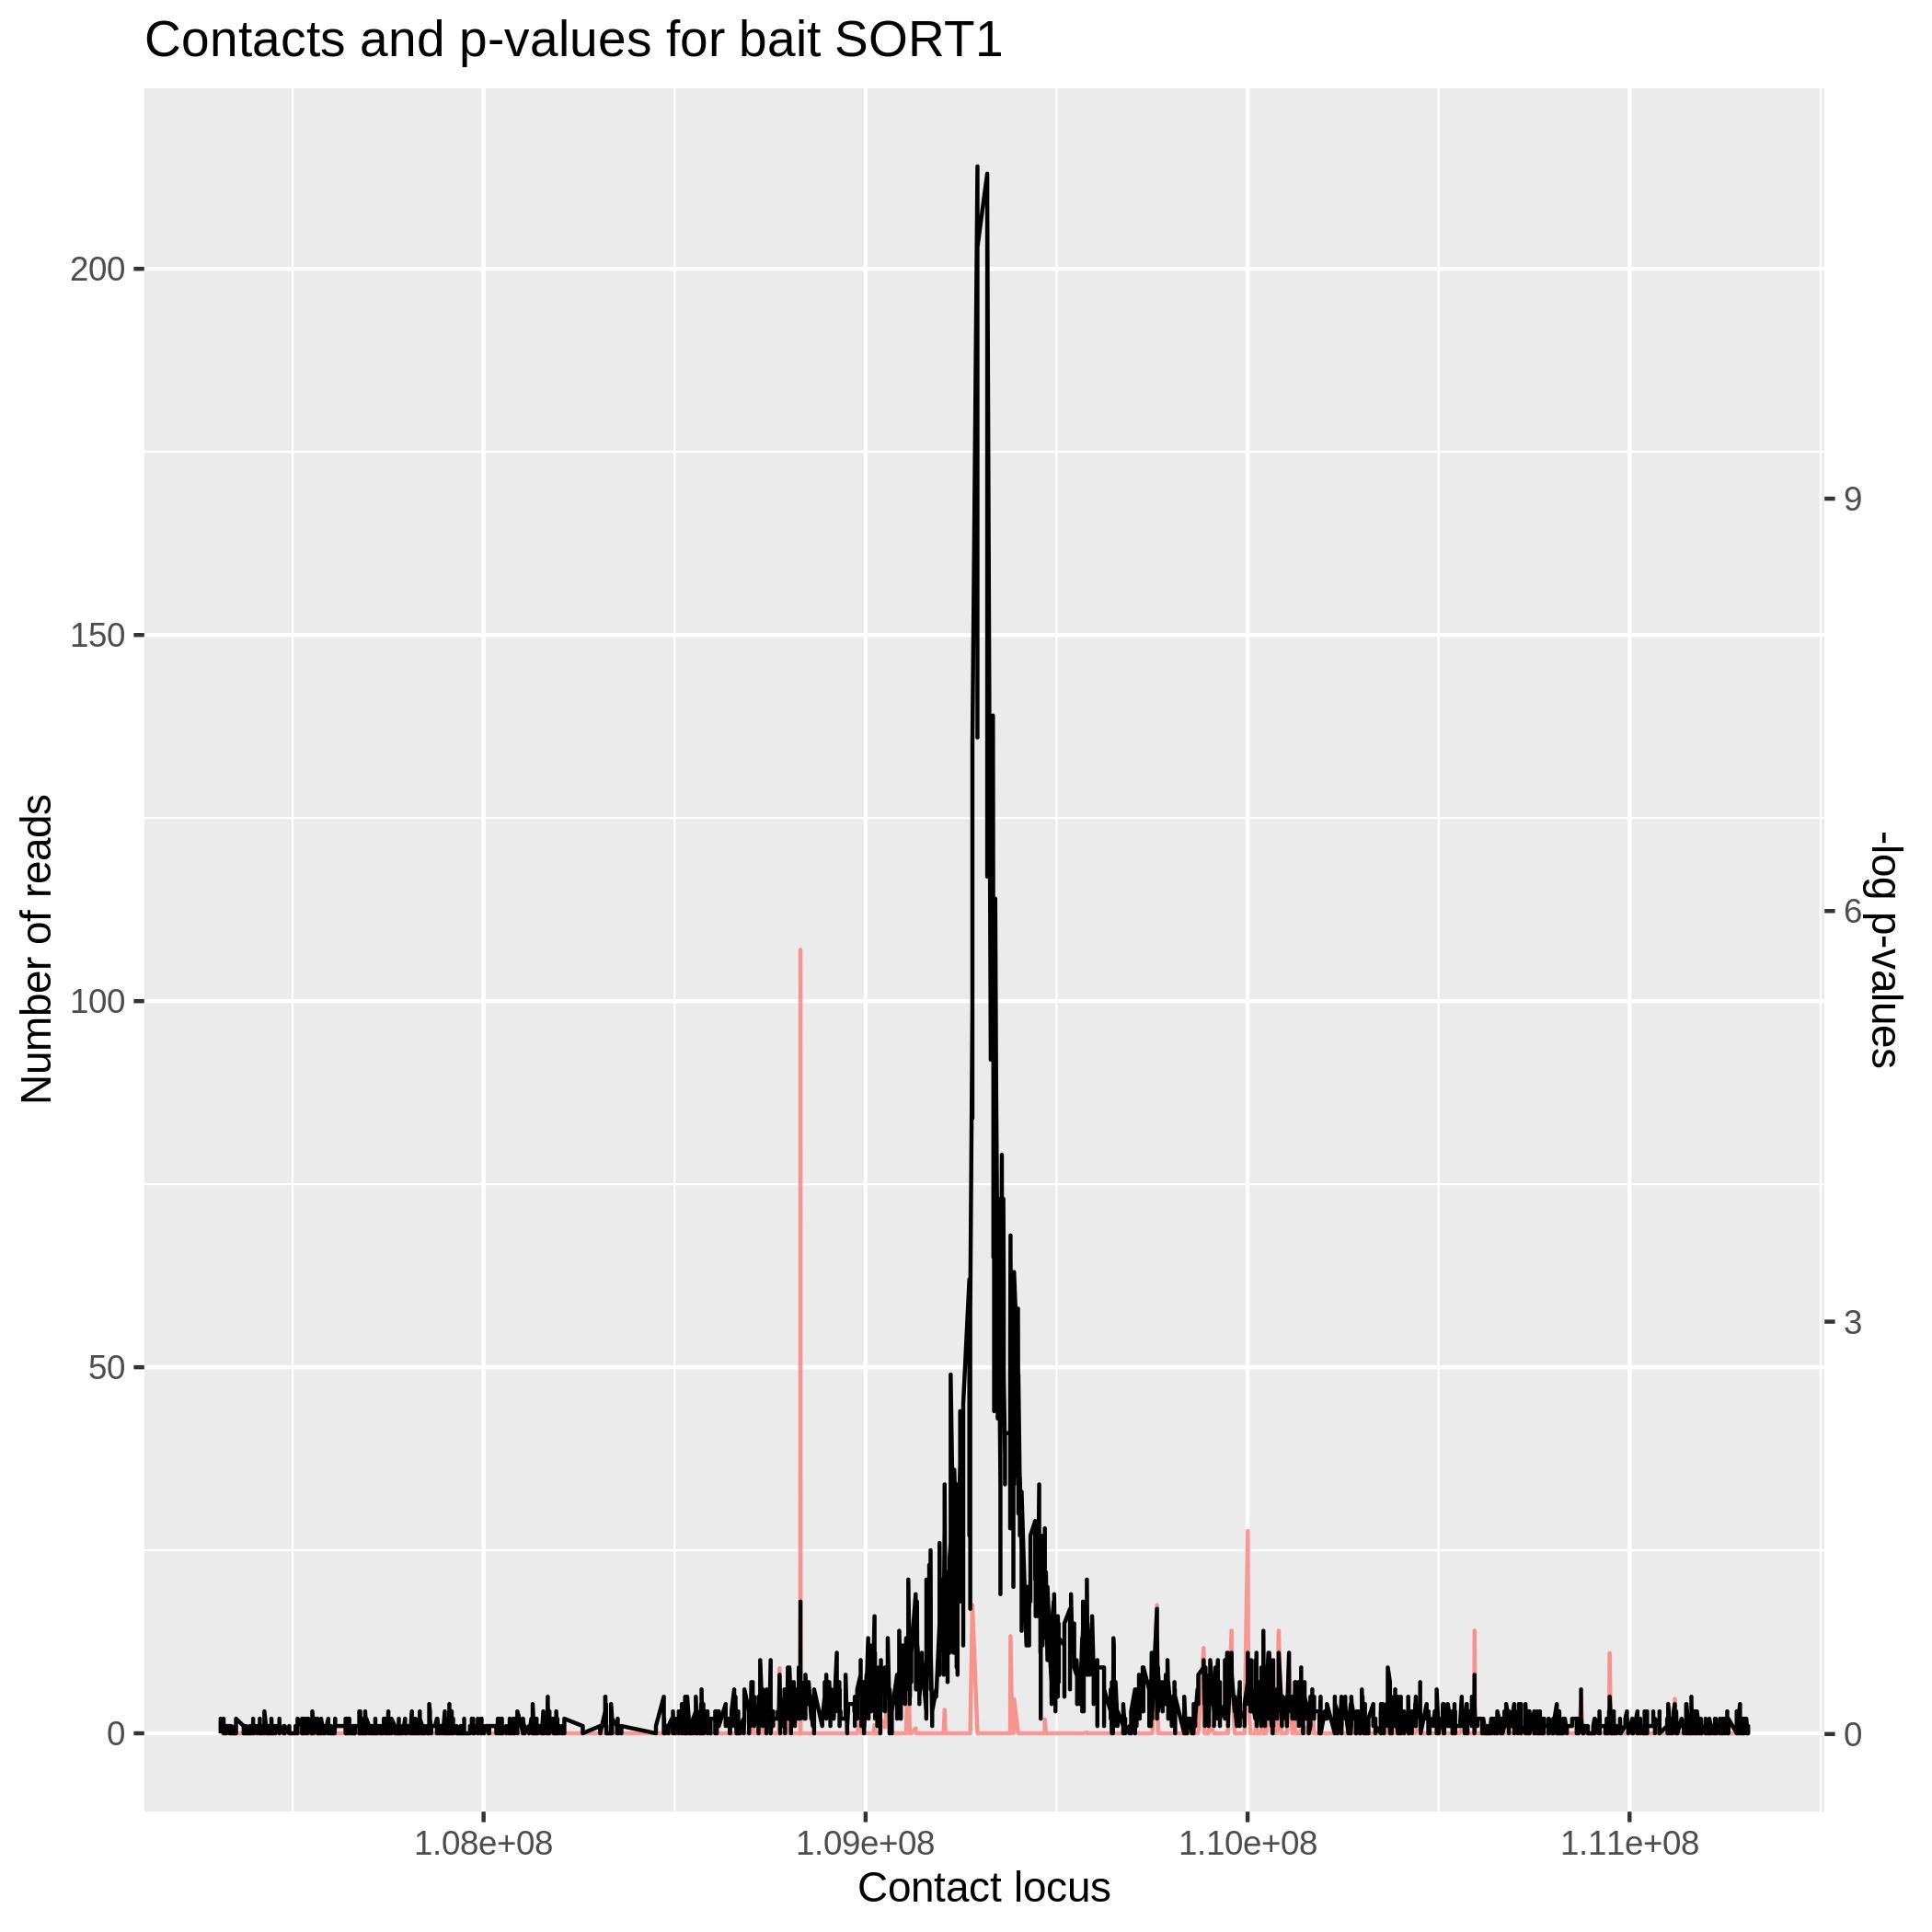 Contacts and p-values for bait SORT1
200
150
100
50
0
Number of reads
9
6
3
0
-log p-values
1.08e+08
1.09e+08
1.10e+08
1.11e+08
Contact locus